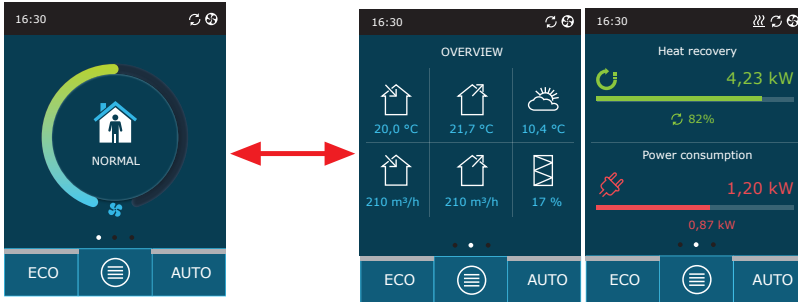 16:30
NORMAL
ECO
AUTO
16:30
OVERVIEW
20,0 °C
21,7 °C
10,4 °C
210 m³/h
210 m³/h
17 %
ECO
AUTO
16:30
Heat recovery
4,23 kW
82%
Power consumption
1,20 kW
0,87 kW
ECO
AUTO